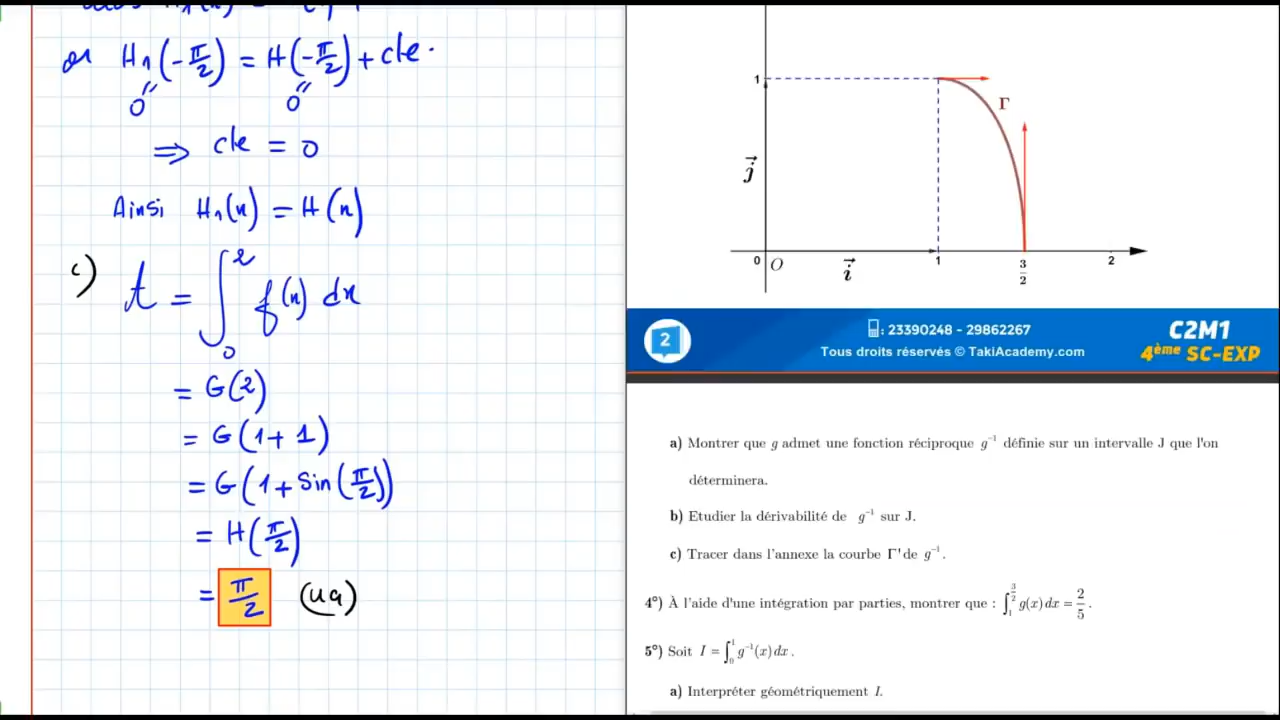 or H₁(-π/2) = H(-π/2) + cte.
0 0
⇒ cte = 0
Ainsi H₁(x) = H(x)
c) A = ∫₀² f(x) dx
= G(2)
= G(1+1)
= G(1+Sin(π/2))
= H(π/2)
= π/2 (ua)
1
Γ
j
0 O i 1 3/2 2
2
: 23390248 - 29862267
Tous droits réservés © TakiAcademy.com
C2M1
4ème SC-EXP
a) Montrer que g admet une fonction réciproque g⁻¹ définie sur un intervalle J que l'on
déterminera.
b) Etudier la dérivabilité de g⁻¹ sur J.
c) Tracer dans l'annexe la courbe Γ' de g⁻¹.
4°) À l'aide d'une intégration par parties, montrer que : ∫₁^(3/2) g(x)dx = 2/5.
5°) Soit I = ∫₀¹ g⁻¹(x)dx.
a) Interpréter géométriquement I.